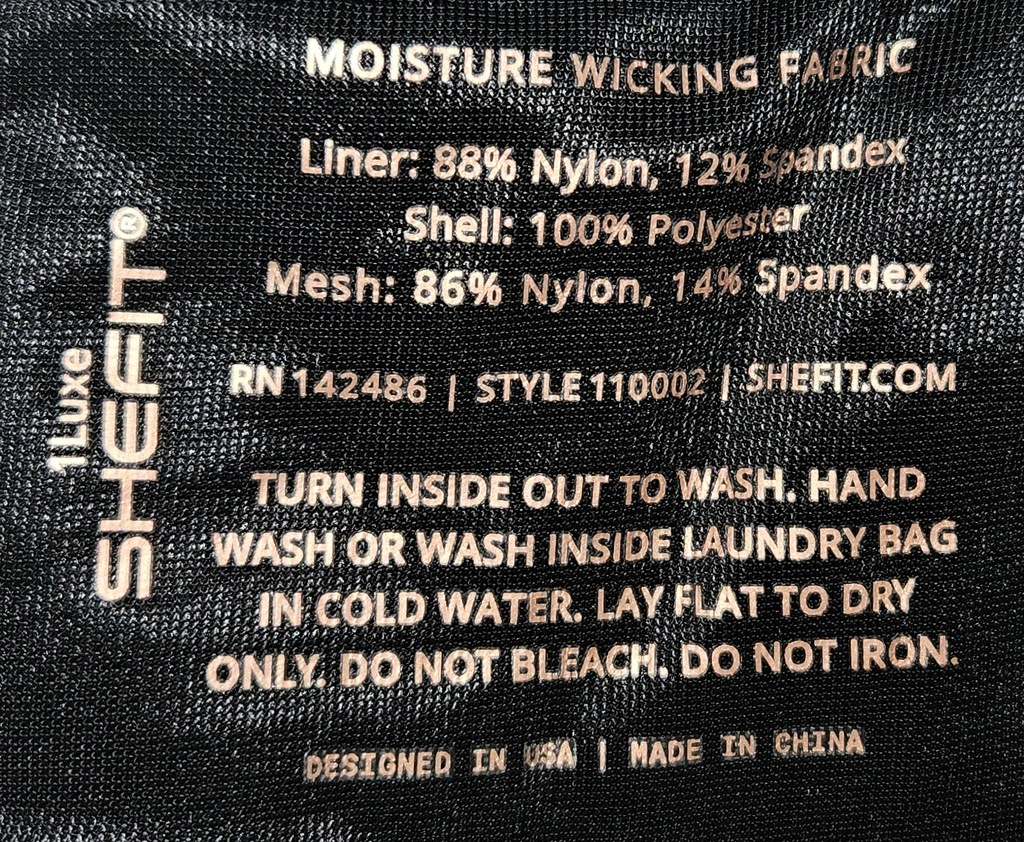 MOISTURE WICKING FABRIC
Liner: 88% Nylon, 12% Spandex
Shell: 100% Polyester
Mesh: 86% Nylon, 14% Spandex
RN 142486 | STYLE 110002 | SHEFIT.COM
TURN INSIDE OUT TO WASH. HAND
WASH OR WASH INSIDE LAUNDRY BAG
IN COLD WATER. LAY FLAT TO DRY
ONLY. DO NOT BLEACH. DO NOT IRON.
DESIGNED IN USA | MADE IN CHINA
1Luxe
SHEFIT®